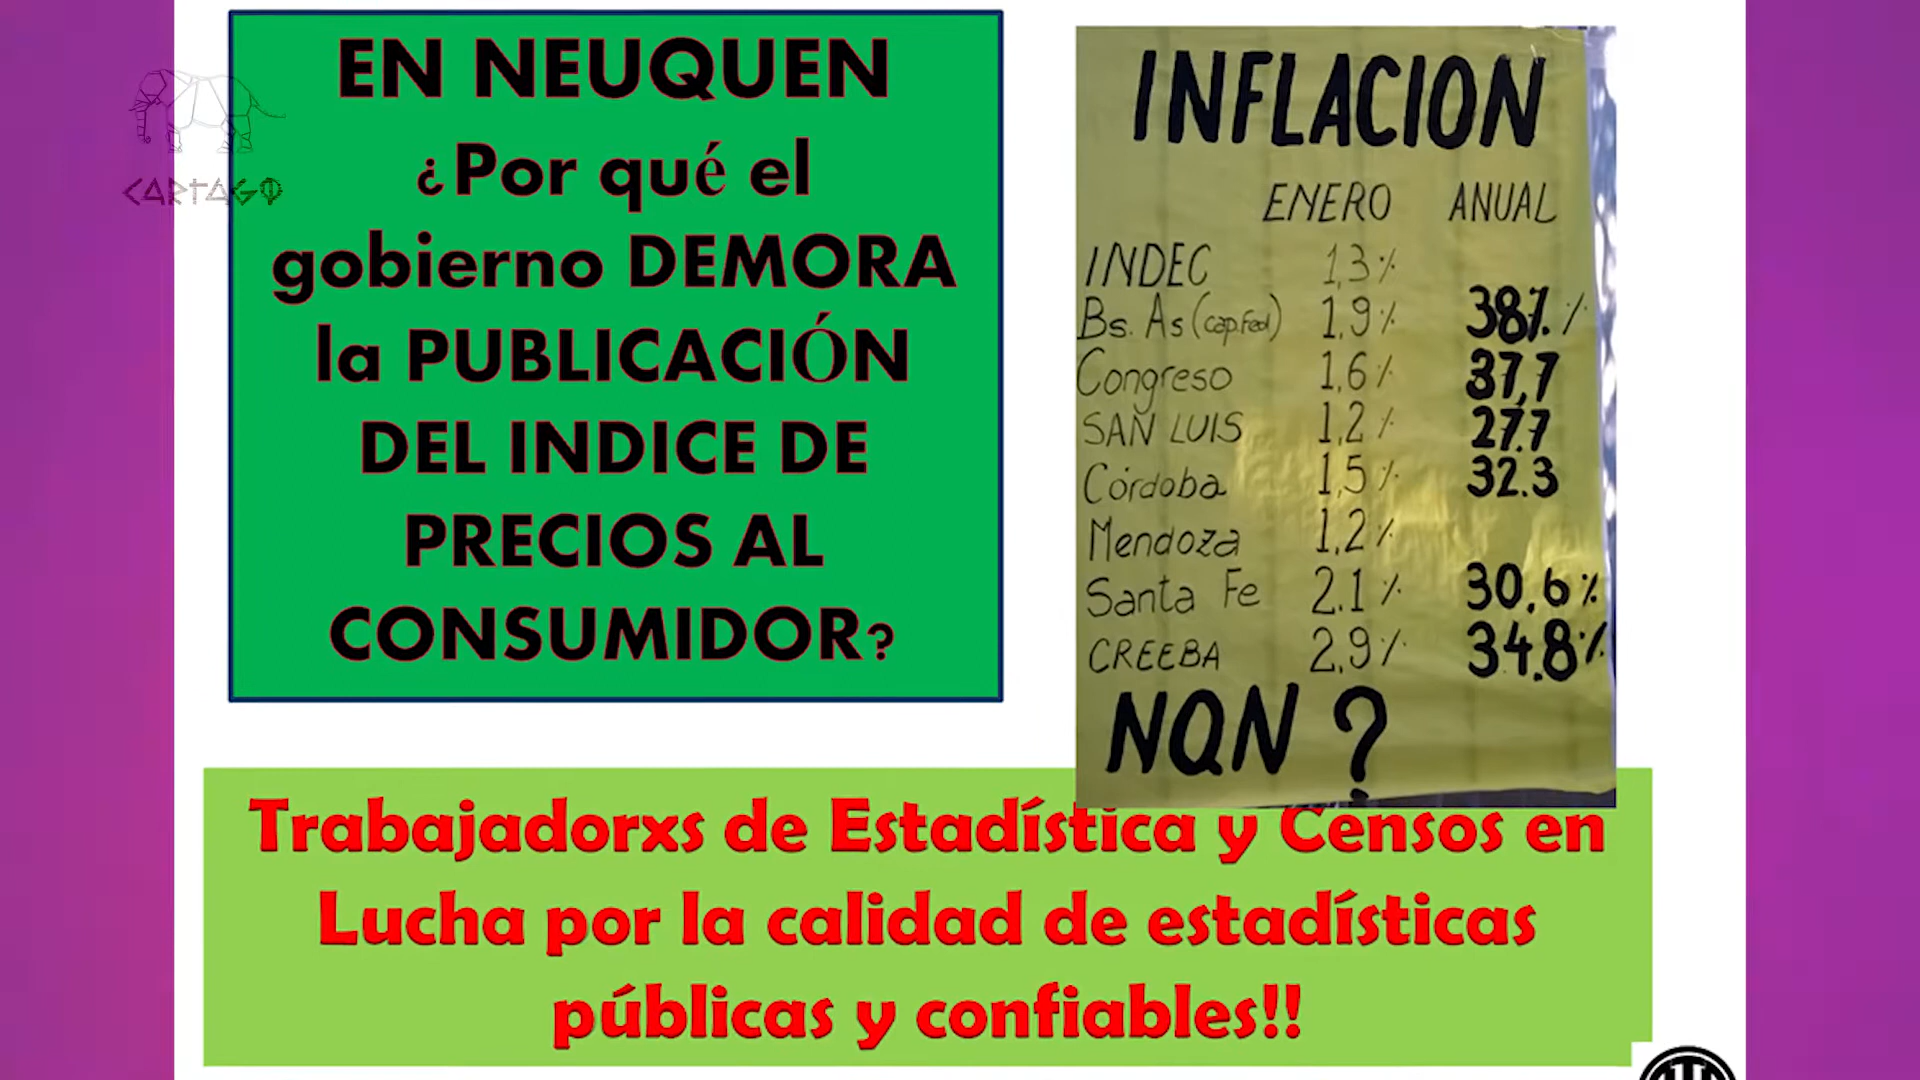 EN NEUQUEN
¿Por qué el
gobierno DEMORA
la PUBLICACIÓN
DEL INDICE DE
PRECIOS AL
CONSUMIDOR?
CARTAGO
INFLACION
ENERO ANUAL
INDEC 1,3%
Bs. As (cap.Fed) 1,9% 38%. %
Congreso 1,6% 37,7
SAN LUIS 1,2% 27.7
Córdoba 1,5% 32.3
Mendoza 1,2%
Santa Fe 2.1% 30.6%
CREEBA 2.9% 34.8%
NQN ?
Trabajadorxs de Estadística y Censos en
Lucha por la calidad de estadísticas
públicas y confiables!!